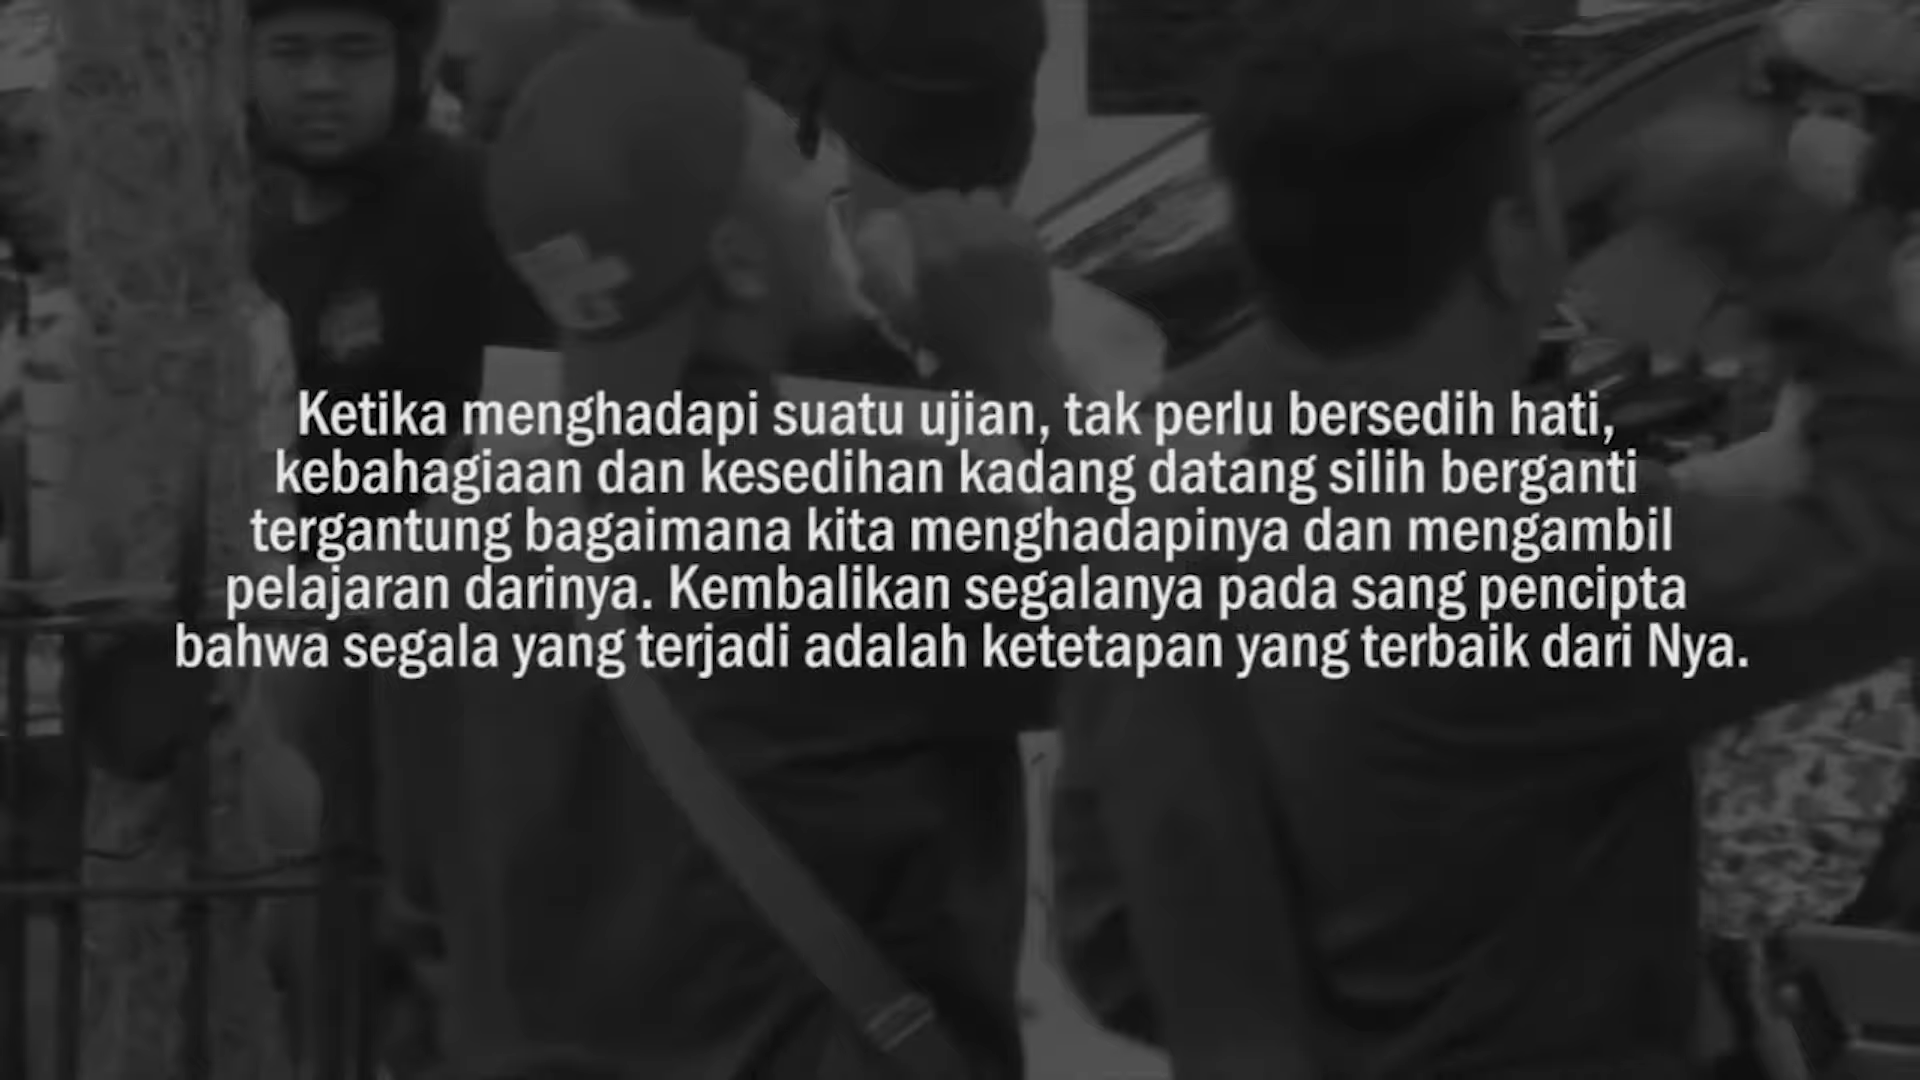 Ketika menghadapi suatu ujian, tak perlu bersedih hati,
kebahagiaan dan kesedihan kadang datang silih berganti
tergantung bagaimana kita menghadapinya dan mengambil
pelajaran darinya. Kembalikan segalanya pada sang pencipta
bahwa segala yang terjadi adalah ketetapan yang terbaik dari Nya.